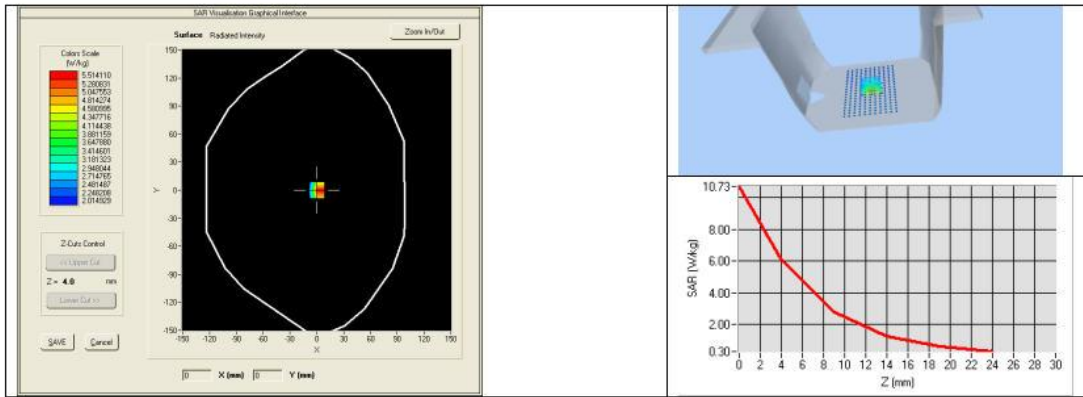 SAR Visualisation Graphical Interface
Surface Radiated Intensity
Zoom In/Out
Colors Scale
(W/kg)
5.514110
5.280831
5.047553
4.814274
4.580995
4.347716
4.114438
3.881159
3.647880
3.414601
3.181323
2.948044
2.714765
2.481487
2.248208
2.014929
Z-Cuts Control
<< Upper Cut
Z = 4.0 mm
Lower Cut >>
SAVE Cancel
150
120
90
60
30
0
-30
-60
-90
-120
-150
Y
-150 -120 -90 -60 -30 0 30 60 90 120 150
X
0 X (mm) 0 Y (mm)
10.73
8.00
6.00
4.00
2.00
0.30
SAR (W/kg)
0 2 4 6 8 10 12 14 16 18 20 22 24 26 28 30
Z (mm)